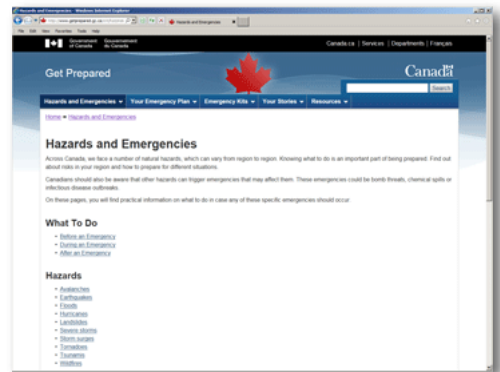 Hazards and Emergencies - Windows Internet Explorer
Hazards and Emergencies
File Edit View Favorites Tools Help
Government of Canada Gouvernement du Canada
Canada.ca | Services | Departments | Français
Get Prepared
Canada
Search
Hazards and Emergencies Your Emergency Plan Emergency Kits Your Stories Resources
Home Hazards and Emergencies
Hazards and Emergencies
Across Canada, we face a number of natural hazards, which can vary from region to region. Knowing what to do is an important part of being prepared. Find out
about risks in your region and how to prepare for different situations.
Canadians should also be aware that other hazards can trigger emergencies that may affect them. These emergencies could be bomb threats, chemical spills or
infectious disease outbreaks.
On these pages, you will find practical information on what to do in case any of these specific emergencies should occur.
What To Do
Before an Emergency
During an Emergency
After an Emergency
Hazards
Avalanches
Earthquakes
Floods
Hurricanes
Landslides
Severe storms
Storm surges
Tornadoes
Tsunamis
Wildfires